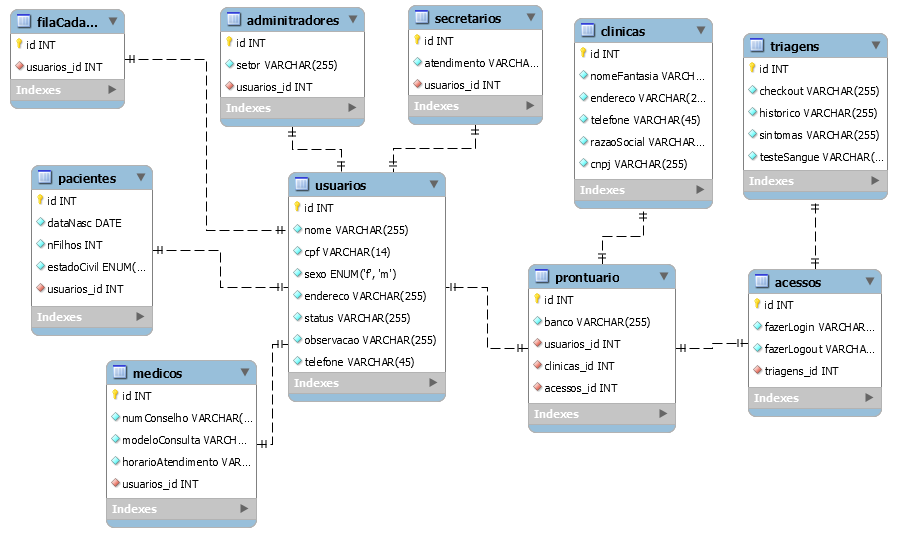 filaCada...
id INT
usuarios_id INT
Indexes
adminitradores
id INT
setor VARCHAR(255)
usuarios_id INT
Indexes
secretarios
id INT
atendimento VARCHA...
usuarios_id INT
Indexes
clinicas
id INT
nomeFantasia VARCH...
endereco VARCHAR(2...
telefone VARCHAR(45)
razaoSocial VARCHAR...
cnpj VARCHAR(255)
Indexes
triagens
id INT
checkout VARCHAR(255)
historico VARCHAR(255)
sintomas VARCHAR(255)
testeSangue VARCHAR(...
Indexes
pacientes
id INT
dataNasc DATE
nFilhos INT
estadoCivil ENUM(...
usuarios_id INT
Indexes
usuarios
id INT
nome VARCHAR(255)
cpf VARCHAR(14)
sexo ENUM('f', 'm')
endereco VARCHAR(255)
status VARCHAR(255)
observacao VARCHAR(255)
telefone VARCHAR(45)
Indexes
prontuario
id INT
banco VARCHAR(255)
usuarios_id INT
clinicas_id INT
acessos_id INT
Indexes
acessos
id INT
fazerLogin VARCHAR...
fazerLogout VARCHA...
triagens_id INT
Indexes
medicos
id INT
numConselho VARCHAR(...
modeloConsulta VARCH...
horarioAtendimento VAR...
usuarios_id INT
Indexes